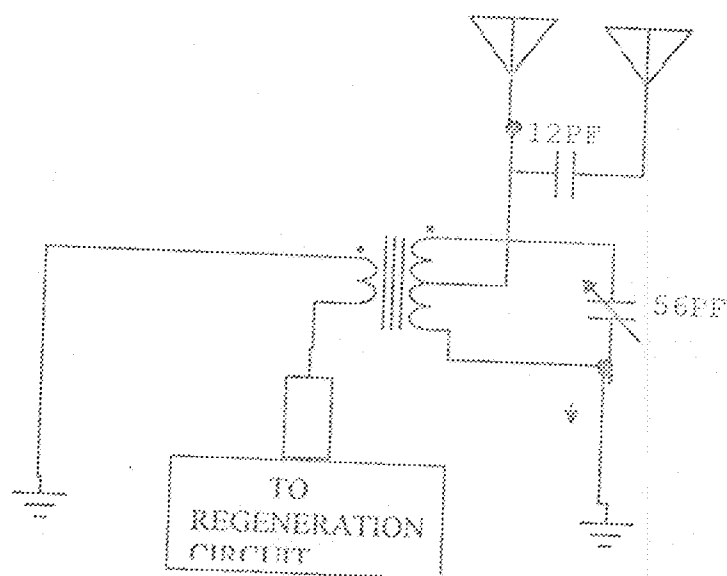 12PF
56PF
TO
REGENERATION
CIRCUIT